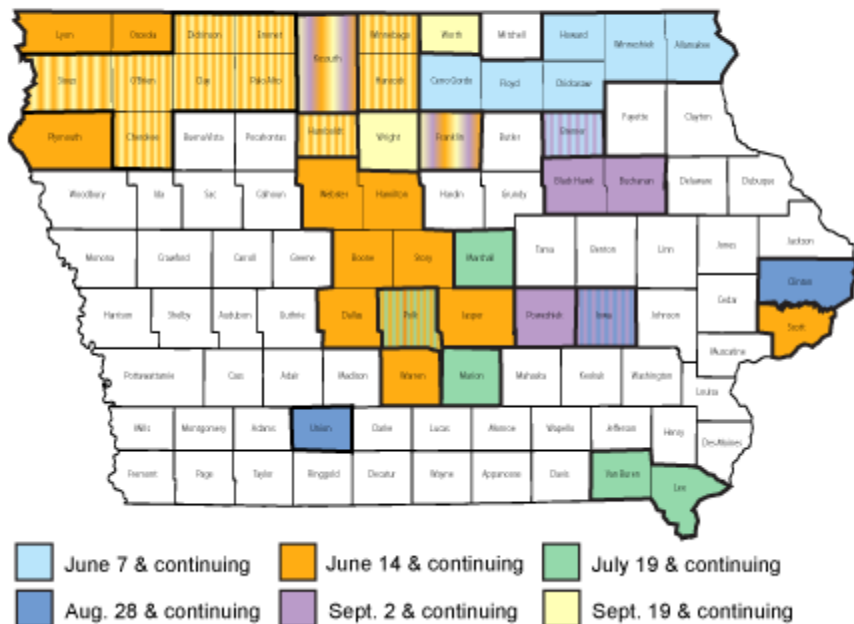 Lyon Osceola Dickinson Emmet Kossuth Winnebago Worth Mitchell Howard Winneshiek Allamakee
Sioux O'Brien Clay Palo Alto Hancock Cerro Gordo Floyd Chickasaw
Plymouth Cherokee Buena Vista Pocahontas Humboldt Wright Franklin Butler Bremer Fayette Clayton
Woodbury Ida Sac Calhoun Webster Hamilton Hardin Grundy Black Hawk Buchanan Delaware Dubuque
Monona Crawford Carroll Greene Boone Story Marshall Tama Benton Linn Jones Jackson
Harrison Shelby Audubon Guthrie Dallas Polk Jasper Poweshiek Iowa Johnson Cedar Clinton
Scott
Muscatine
Pottawattamie Cass Adair Madison Warren Marion Mahaska Keokuk Washington Louisa
Mills Montgomery Adams Union Clarke Lucas Monroe Wapello Jefferson Henry Des Moines
Fremont Page Taylor Ringgold Decatur Wayne Appanoose Davis Van Buren Lee
June 7 & continuing June 14 & continuing July 19 & continuing
Aug. 28 & continuing Sept. 2 & continuing Sept. 19 & continuing